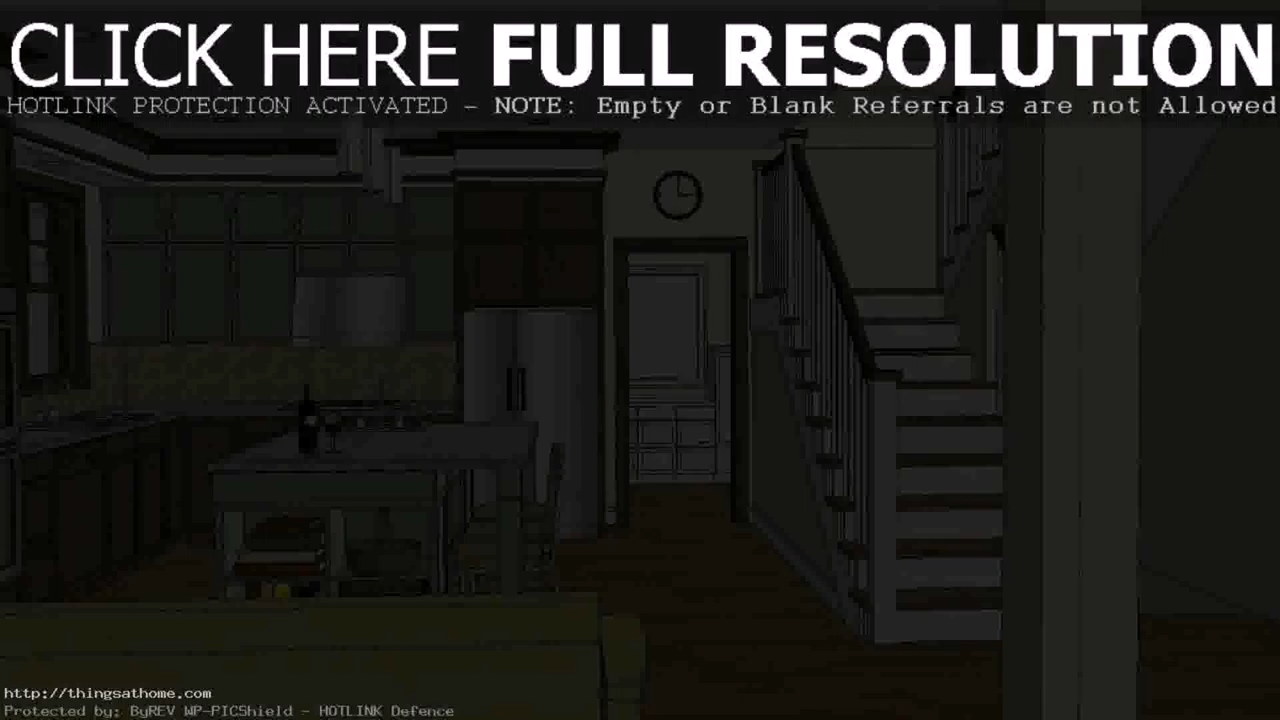 CLICK HERE FULL RESOLUTION
HOTLINK PROTECTION ACTIVATED - NOTE: Empty or Blank Referrals are not Allowed
http://thingsathome.com
Protected by: ByREV WP-PICShield - HOTLINK Defence